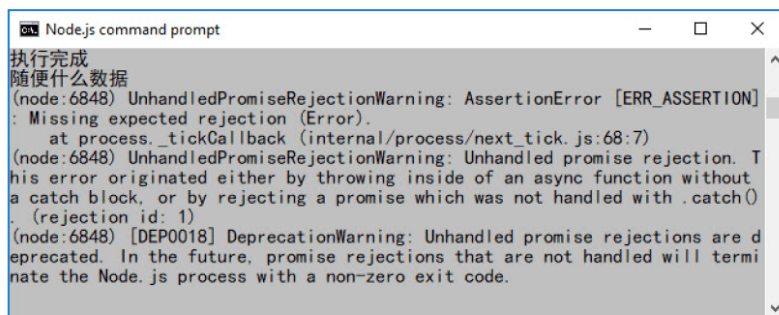 Node.js command prompt
执行完成
随便什么数据
(node:6848) UnhandledPromiseRejectionWarning: AssertionError [ERR_ASSERTION]
: Missing expected rejection (Error).
    at process._tickCallback (internal/process/next_tick.js:68:7)
(node:6848) UnhandledPromiseRejectionWarning: Unhandled promise rejection. T
his error originated either by throwing inside of an async function without
a catch block, or by rejecting a promise which was not handled with .catch()
. (rejection id: 1)
(node:6848) [DEP0018] DeprecationWarning: Unhandled promise rejections are d
eprecated. In the future, promise rejections that are not handled will termi
nate the Node.js process with a non-zero exit code.